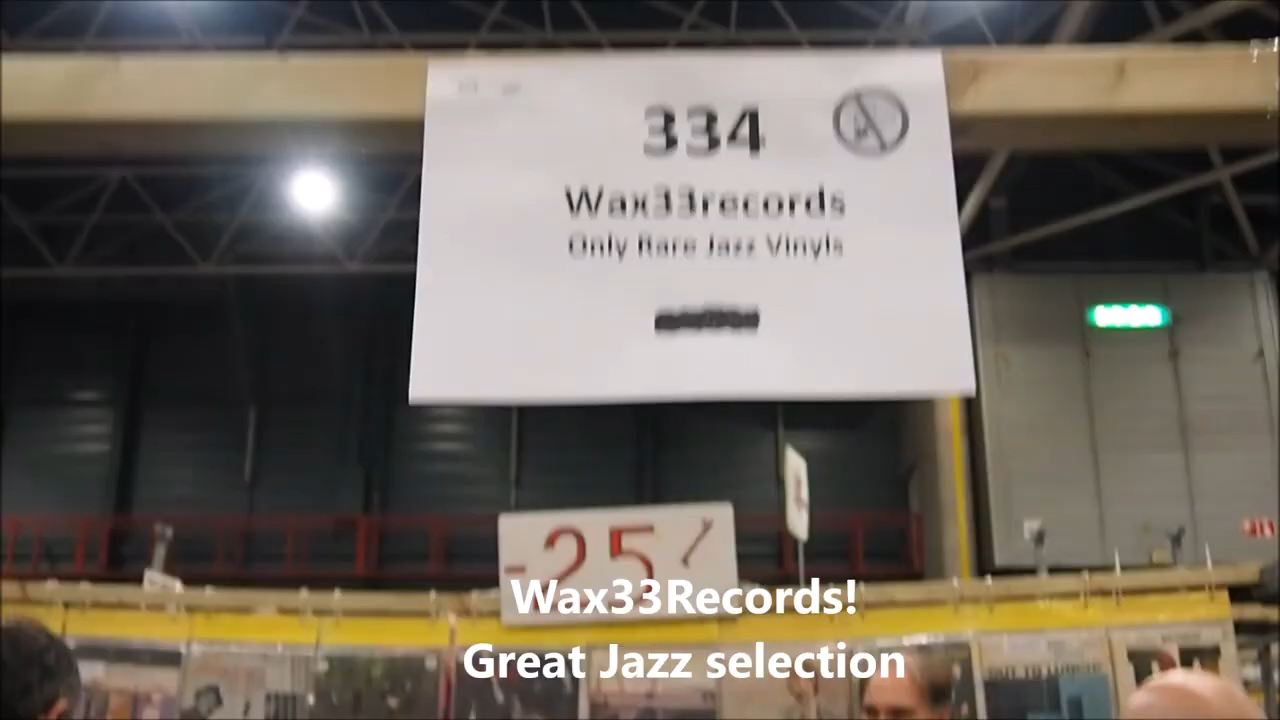 334
Wax33records
Only Rare Jazz Vinyls
-25%
Wax33Records!
Great Jazz selection